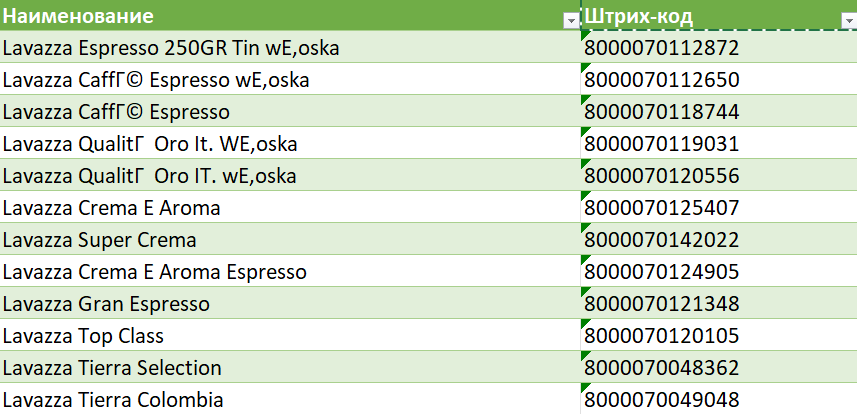 Наименование Штрих-код
Lavazza Espresso 250GR Tin wE,oska 8000070112872
Lavazza CaffГ© Espresso wE,oska 8000070112650
Lavazza CaffГ© Espresso 8000070118744
Lavazza QualitГ  Oro It. WE,oska 8000070119031
Lavazza QualitГ  Oro IT. wE,oska 8000070120556
Lavazza Crema E Aroma 8000070125407
Lavazza Super Crema 8000070142022
Lavazza Crema E Aroma Espresso 8000070124905
Lavazza Gran Espresso 8000070121348
Lavazza Top Class 8000070120105
Lavazza Tierra Selection 8000070048362
Lavazza Tierra Colombia 8000070049048